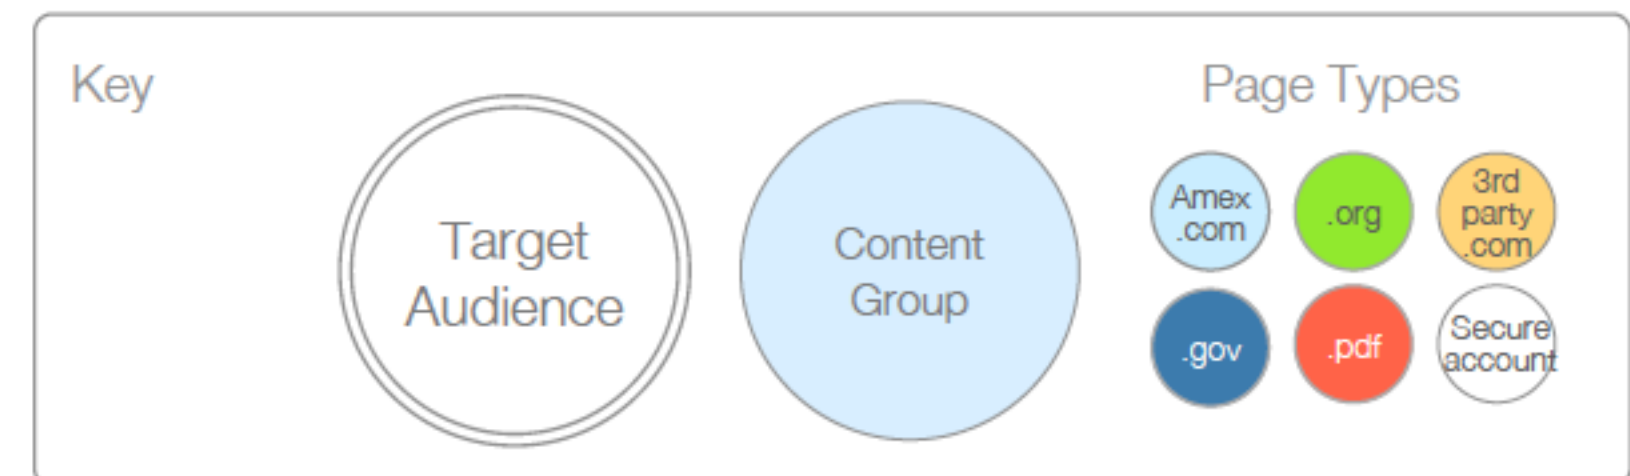 Key
Target
Audience
Content
Group
Page Types
Amex
.com
.org
3rd
party
.com
.gov
.pdf
Secure
account